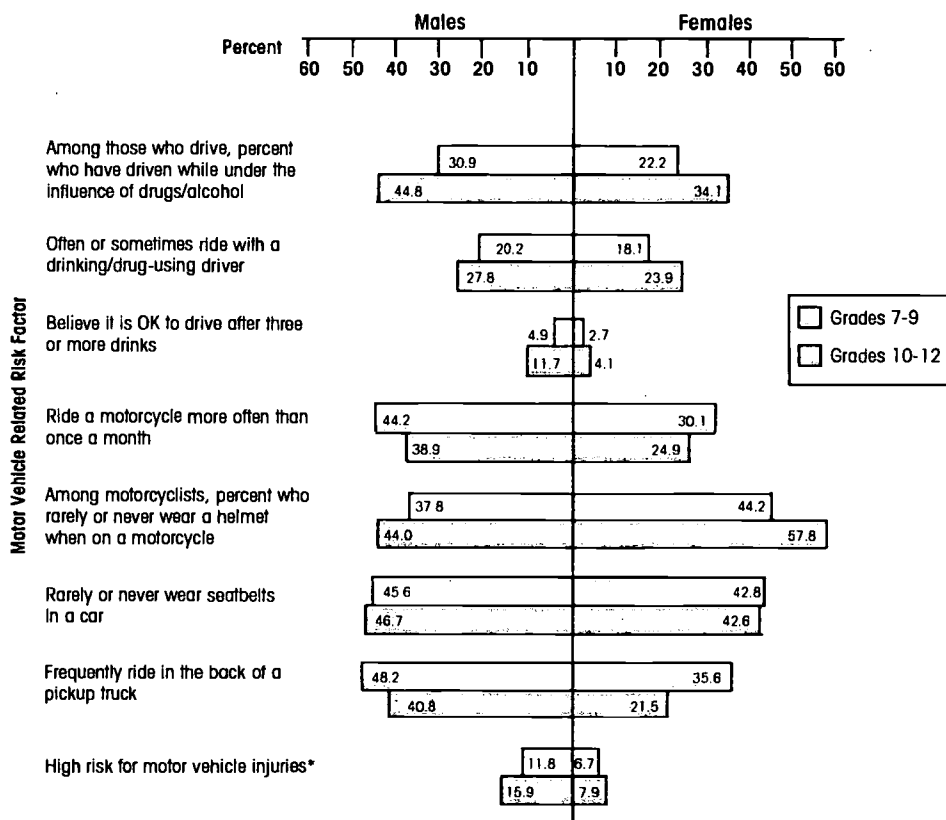 Males Females
Percent
60 50 40 30 20 10 10 20 30 40 50 60
Motor Vehicle Related Risk Factor
Among those who drive, percent
who have driven while under the
influence of drugs/alcohol
30.9 22.2
44.8 34.1
Often or sometimes ride with a
drinking/drug-using driver
20.2 18.1
27.8 23.9
Believe it is OK to drive after three
or more drinks
4.9 2.7
11.7 4.1
Grades 7-9
Grades 10-12
Ride a motorcycle more often than
once a month
44.2 30.1
38.9 24.9
Among motorcyclists, percent who
rarely or never wear a helmet
when on a motorcycle
37.8 44.2
44.0 57.8
Rarely or never wear seatbelts
in a car
45.6 42.8
46.7 42.6
Frequently ride in the back of a
pickup truck
48.2 35.6
40.8 21.5
High risk for motor vehicle injuries*
11.8 6.7
15.9 7.9